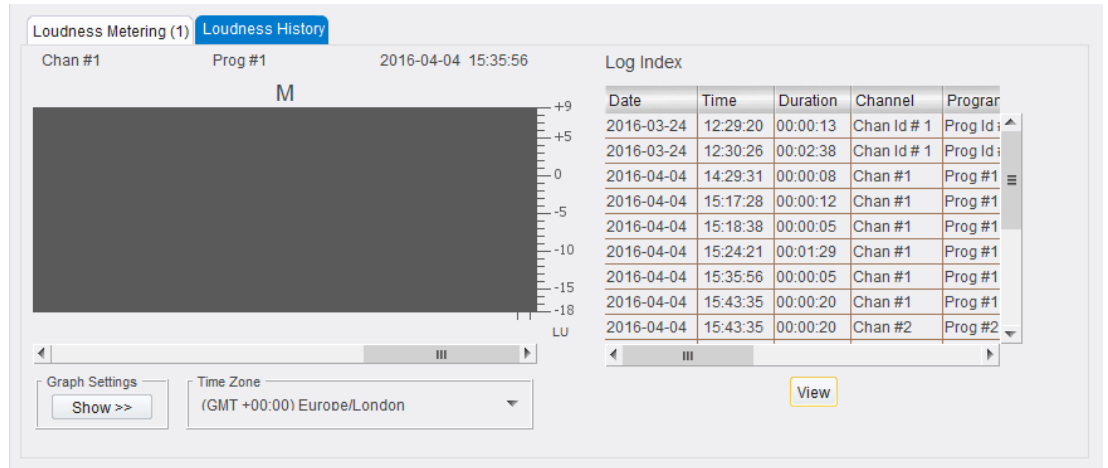 Loudness Metering (1) Loudness History
Chan #1 Prog #1 2016-04-04 15:35:56
M
+9
+5
0
-5
-10
-15
-18
LU
Graph Settings
Show >>
Time Zone
(GMT +00:00) Europe/London
Log Index
Date Time Duration Channel Program
2016-03-24 12:29:20 00:00:13 Chan Id # 1 Prog Id #
2016-03-24 12:30:26 00:02:38 Chan Id # 1 Prog Id #
2016-04-04 14:29:31 00:00:08 Chan #1 Prog #1
2016-04-04 15:17:28 00:00:12 Chan #1 Prog #1
2016-04-04 15:18:38 00:00:05 Chan #1 Prog #1
2016-04-04 15:24:21 00:01:29 Chan #1 Prog #1
2016-04-04 15:35:56 00:00:05 Chan #1 Prog #1
2016-04-04 15:43:35 00:00:20 Chan #1 Prog #1
2016-04-04 15:43:35 00:00:20 Chan #2 Prog #2
View